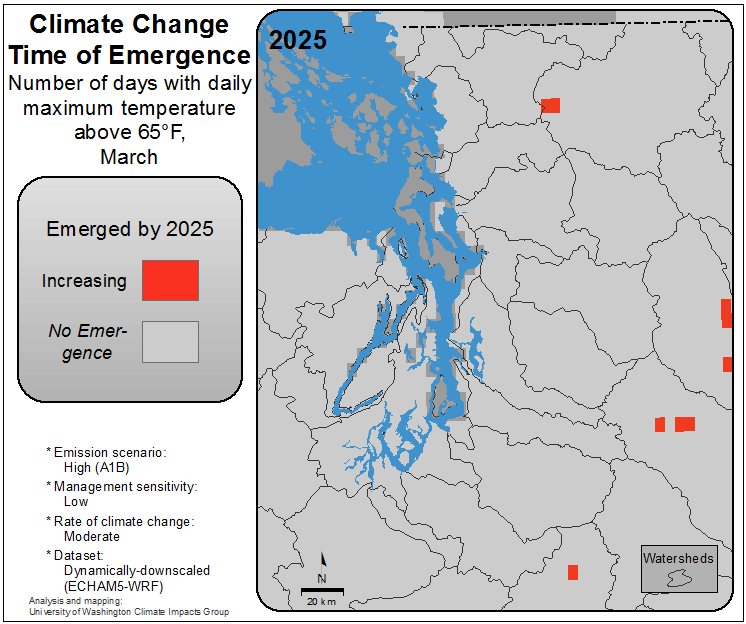 Climate Change
Time of Emergence
Number of days with daily
maximum temperature
above 65°F,
March
Emerged by 2025
Increasing
No Emer-
gence
* Emission scenario:
High (A1B)
* Management sensitivity:
Low
* Rate of climate change:
Moderate
* Dataset:
Dynamically-downscaled
(ECHAM5-WRF)
Analysis and mapping:
University of Washington Climate Impacts Group
2025
N
20 km
Watersheds